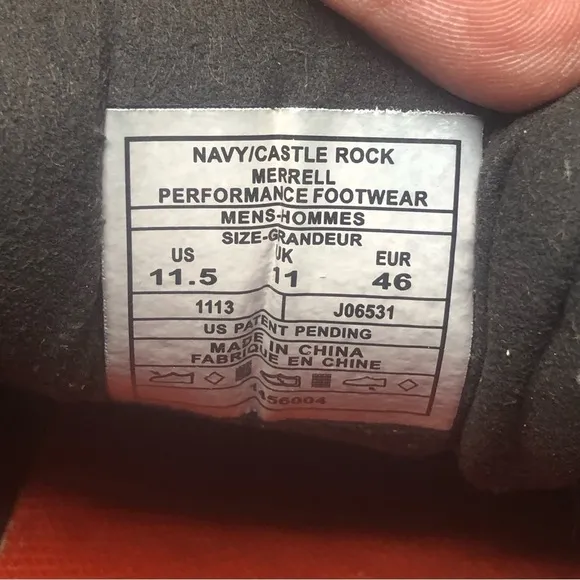 NAVY/CASTLE ROCK
MERRELL
PERFORMANCE FOOTWEAR
MENS-HOMMES
SIZE-GRANDEUR
US UK EUR
11.5 11 46
1113 J06531
US PATENT PENDING
MADE IN CHINA
FABRIQUE EN CHINE